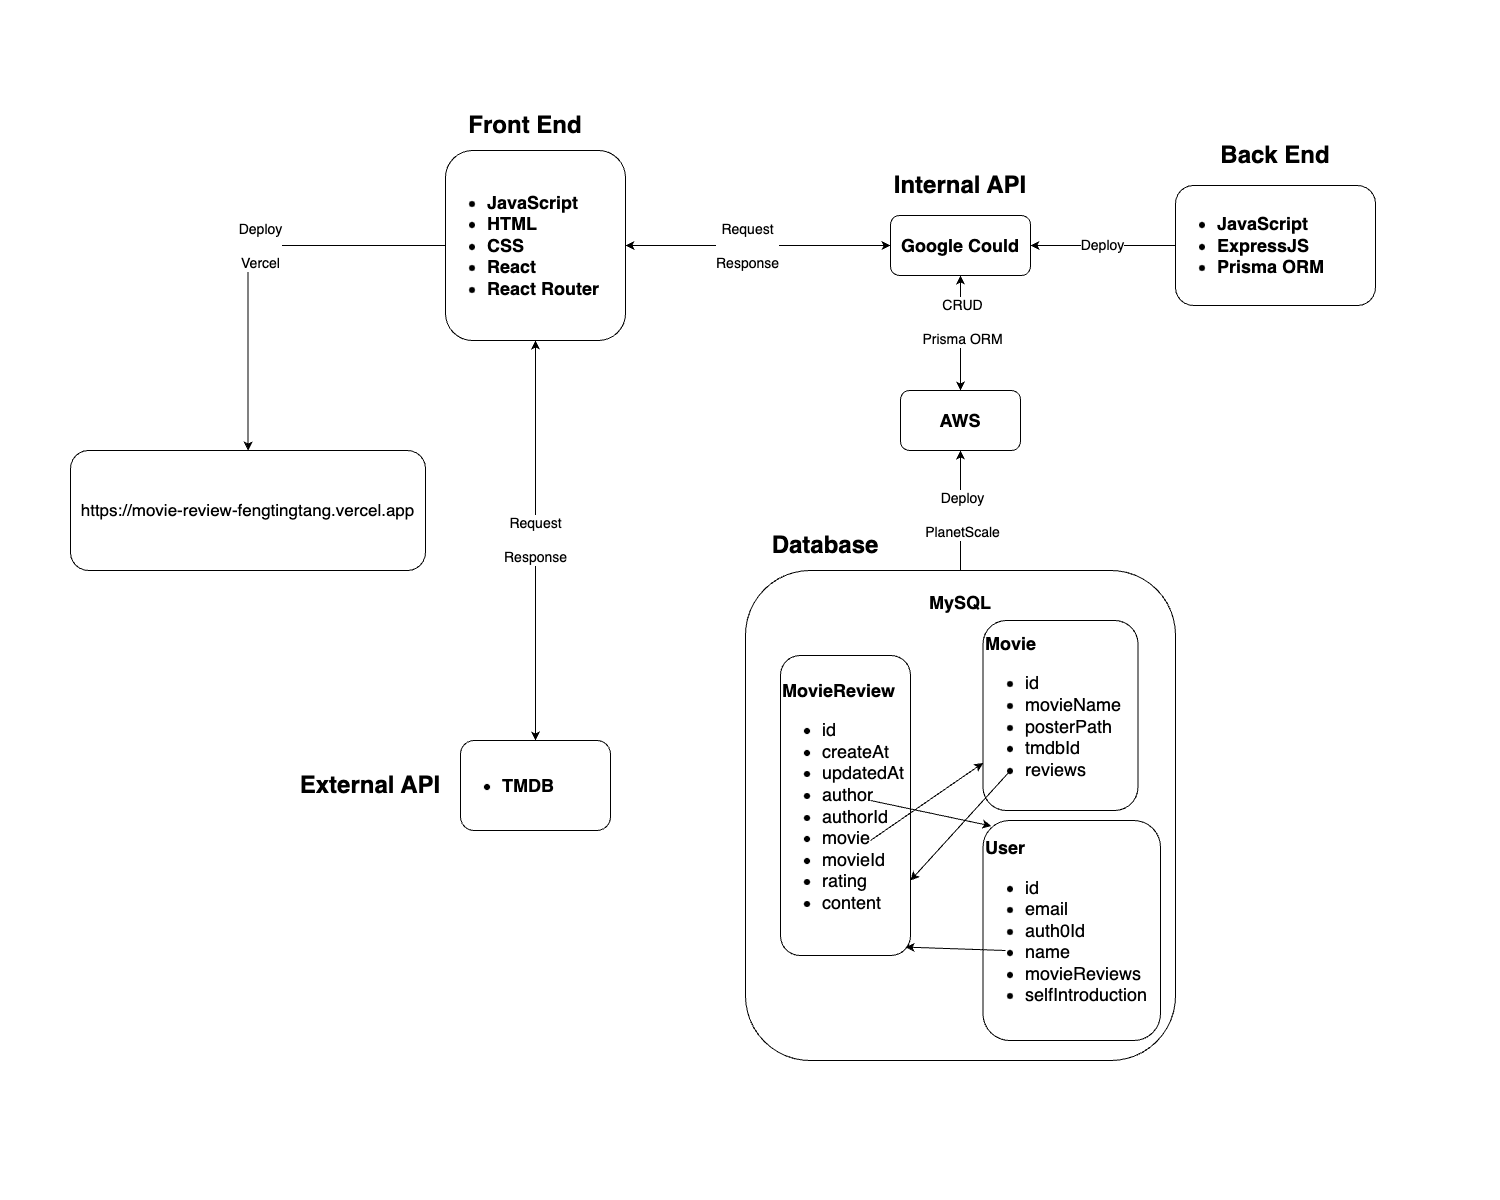 Front End
JavaScript
HTML
CSS
React
React Router
Deploy
Vercel
https://movie-review-fengtingtang.vercel.app
Request
Response
Internal API
Google Could
Deploy
Back End
JavaScript
ExpressJS
Prisma ORM
CRUD
Prisma ORM
AWS
Deploy
PlanetScale
Request
Response
External API
TMDB
Database
MySQL
MovieReview
id
createAt
updatedAt
author
authorId
movie
movieId
rating
content
Movie
id
movieName
posterPath
tmdbId
reviews
User
id
email
auth0Id
name
movieReviews
selfIntroduction